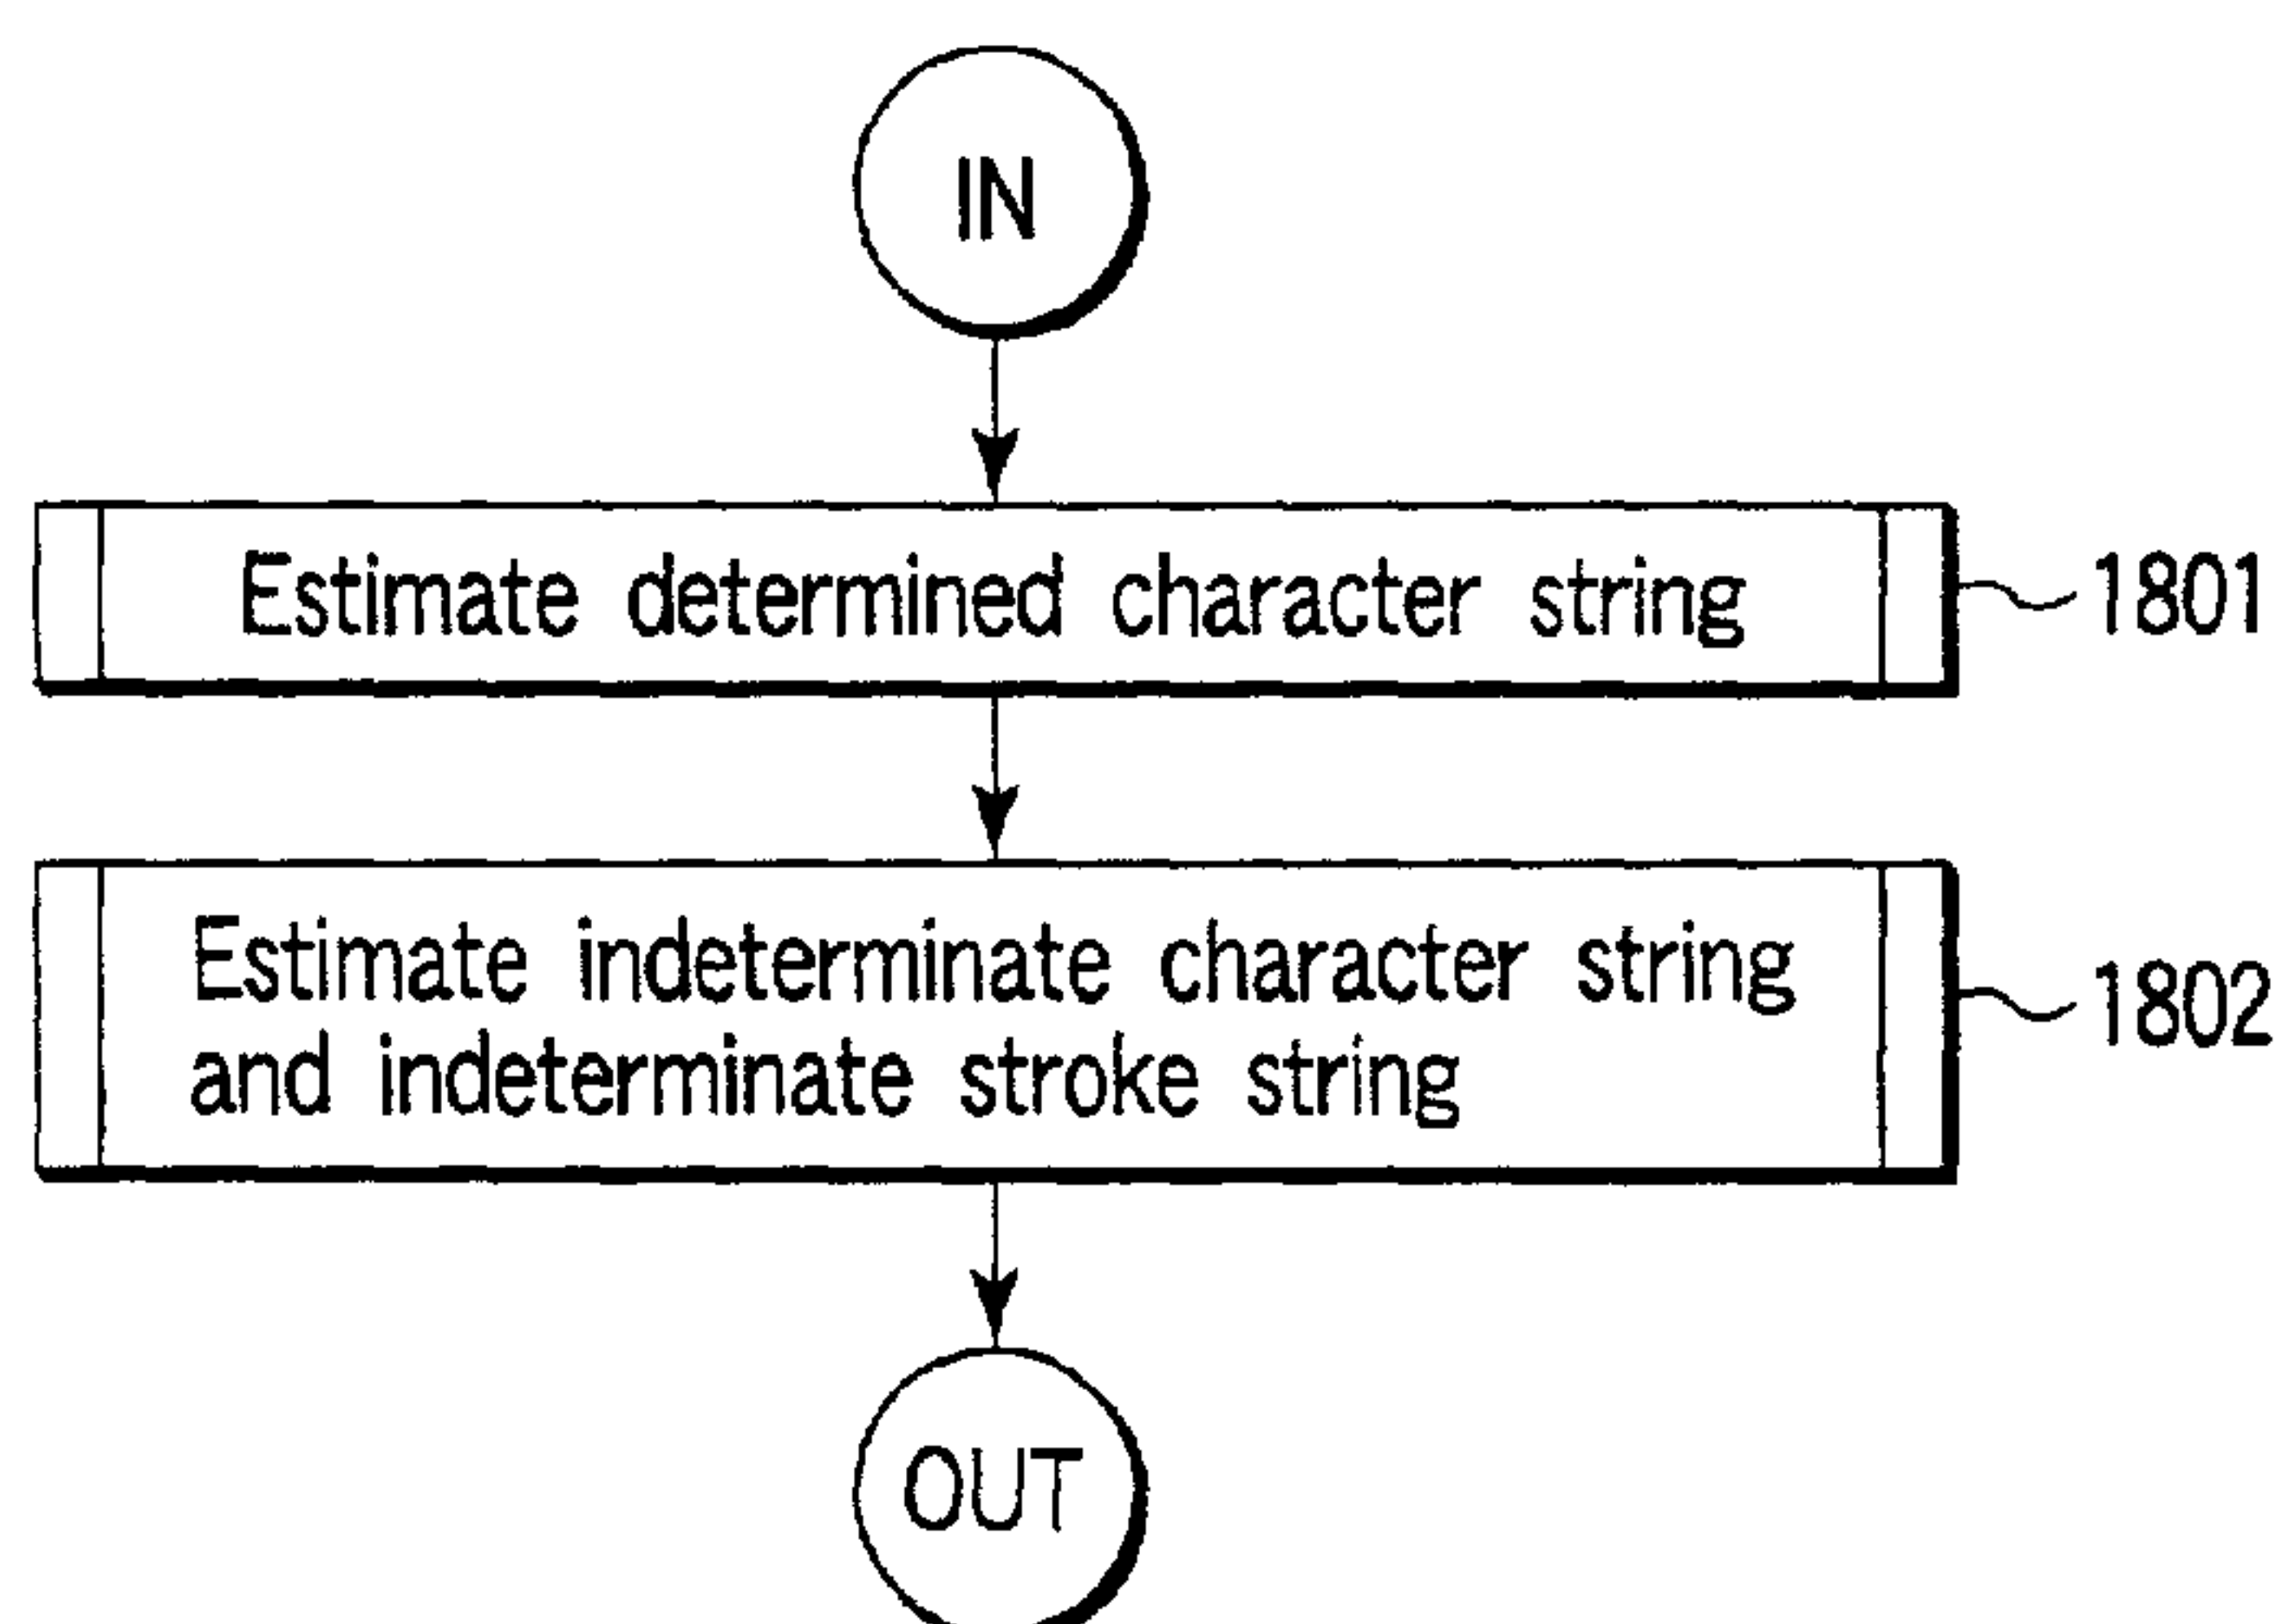 IN
Estimate determined character string
1801
Estimate indeterminate character string
and indeterminate stroke string
1802
OUT